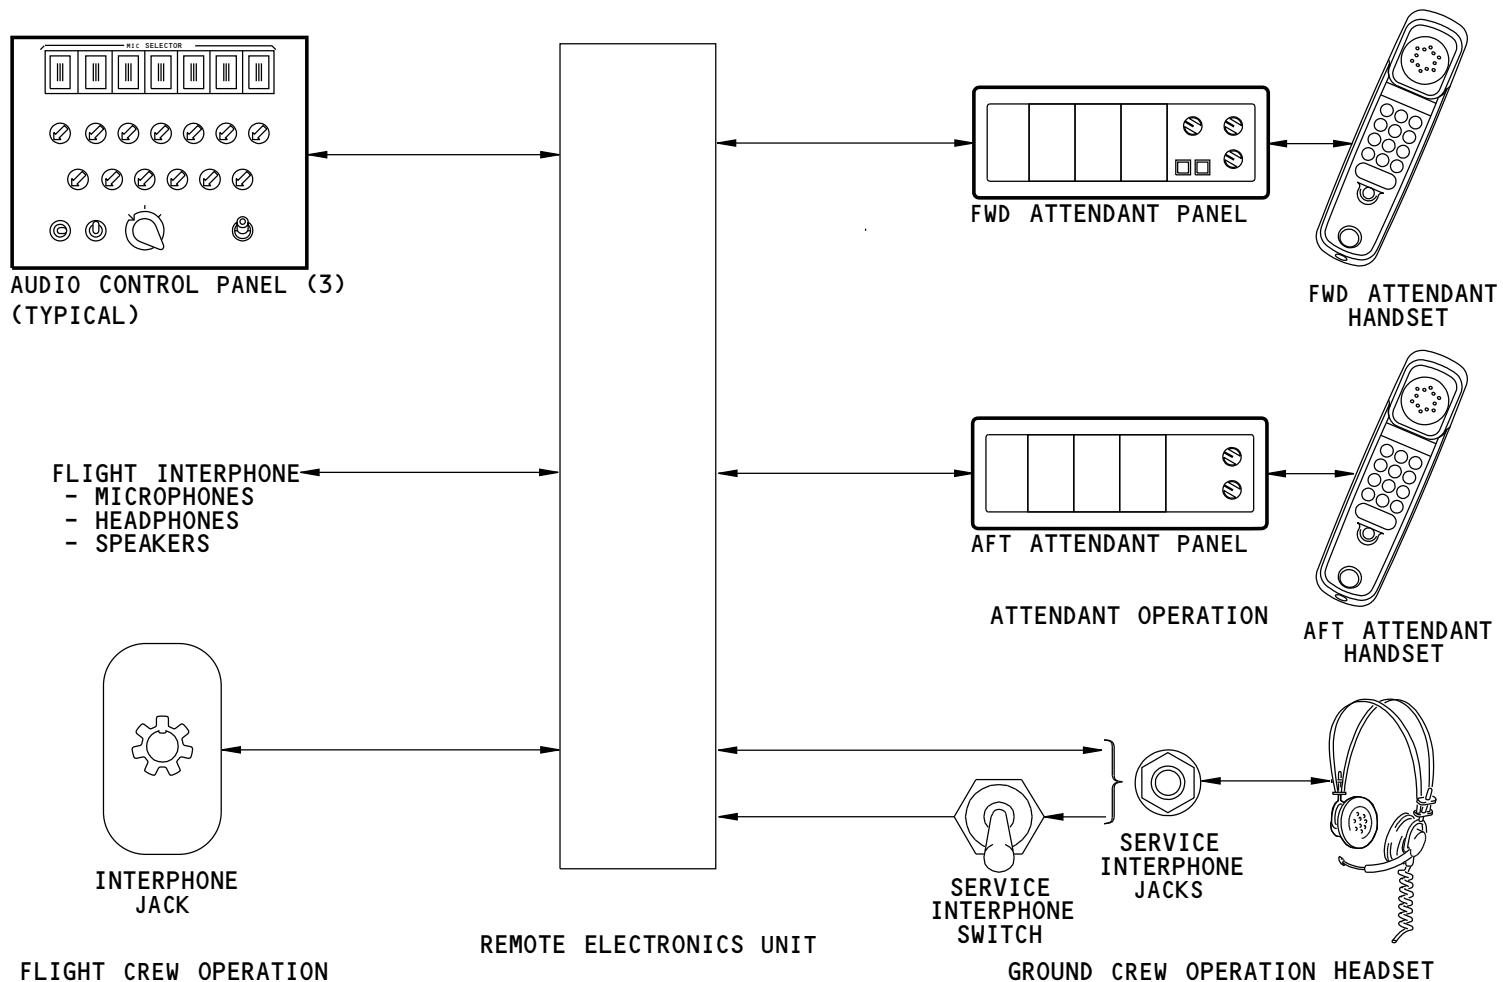 MIC SELECTOR
AUDIO CONTROL PANEL (3)
(TYPICAL)
FLIGHT INTERPHONE
- MICROPHONES
- HEADPHONES
- SPEAKERS
INTERPHONE
JACK
FLIGHT CREW OPERATION
REMOTE ELECTRONICS UNIT
FWD ATTENDANT PANEL
FWD ATTENDANT
HANDSET
AFT ATTENDANT PANEL
ATTENDANT OPERATION
AFT ATTENDANT
HANDSET
SERVICE
INTERPHONE
JACKS
SERVICE
INTERPHONE
SWITCH
GROUND CREW OPERATION
HEADSET